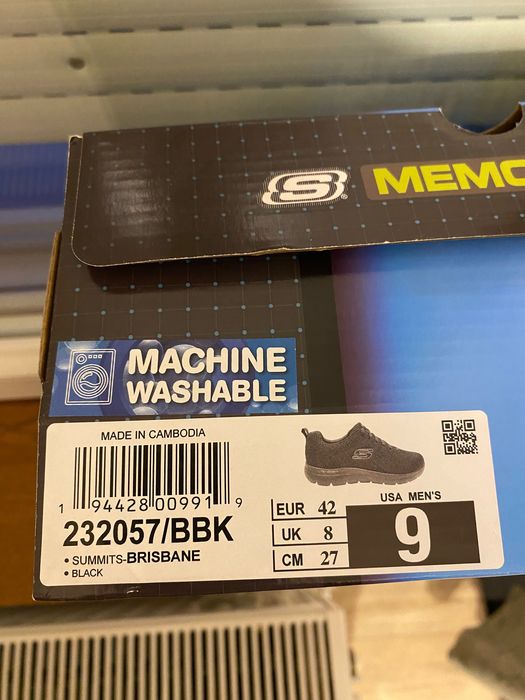 S
MEMO
MACHINE
WASHABLE
MADE IN CAMBODIA
1 94428 00991 9
232057/BBK
• SUMMITS-BRISBANE
• BLACK
EUR 42
UK 8
CM 27
USA MEN'S
9